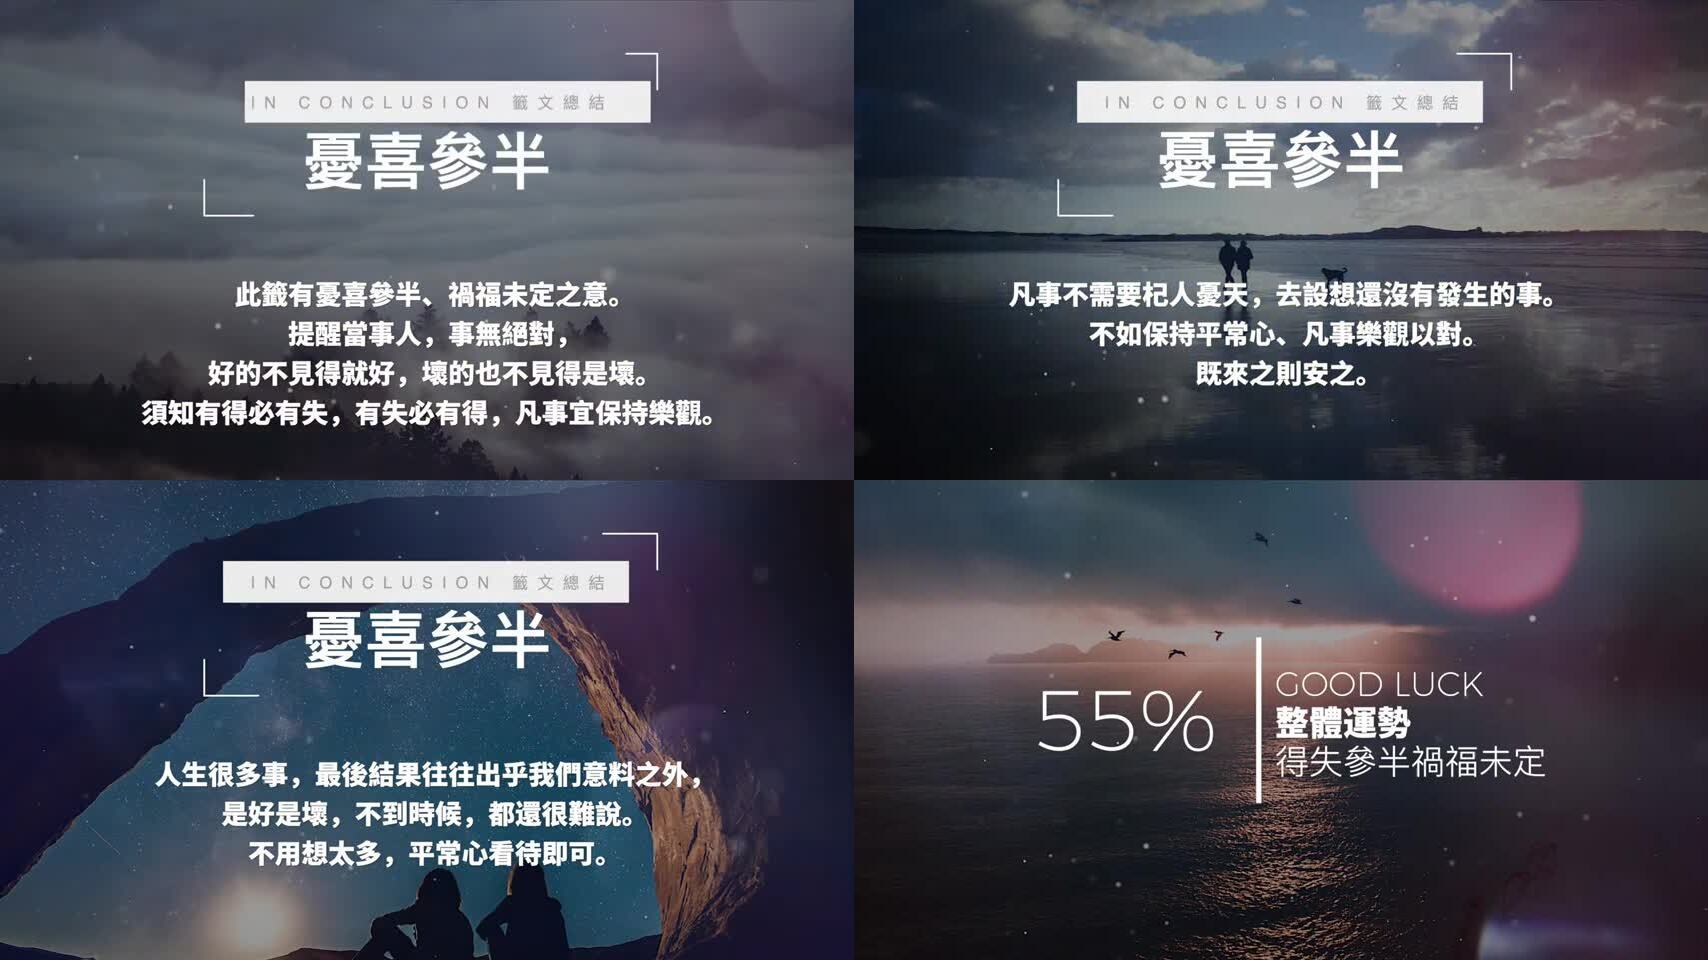 IN CONCLUSION 籤文總結
憂喜參半
此籤有憂喜參半、禍福未定之意。
提醒當事人，事無絕對，
好的不見得就好，壞的也不見得是壞。
須知有得必有失，有失必有得，凡事宜保持樂觀。
IN CONCLUSION 籤文總結
憂喜參半
凡事不需要杞人憂天，去設想還沒有發生的事。
不如保持平常心、凡事樂觀以對。
既來之則安之。
IN CONCLUSION 籤文總結
憂喜參半
人生很多事，最後結果往往出乎我們意料之外，
是好是壞，不到時候，都還很難說。
不用想太多，平常心看待即可。
55%
GOOD LUCK
整體運勢
得失參半禍福未定